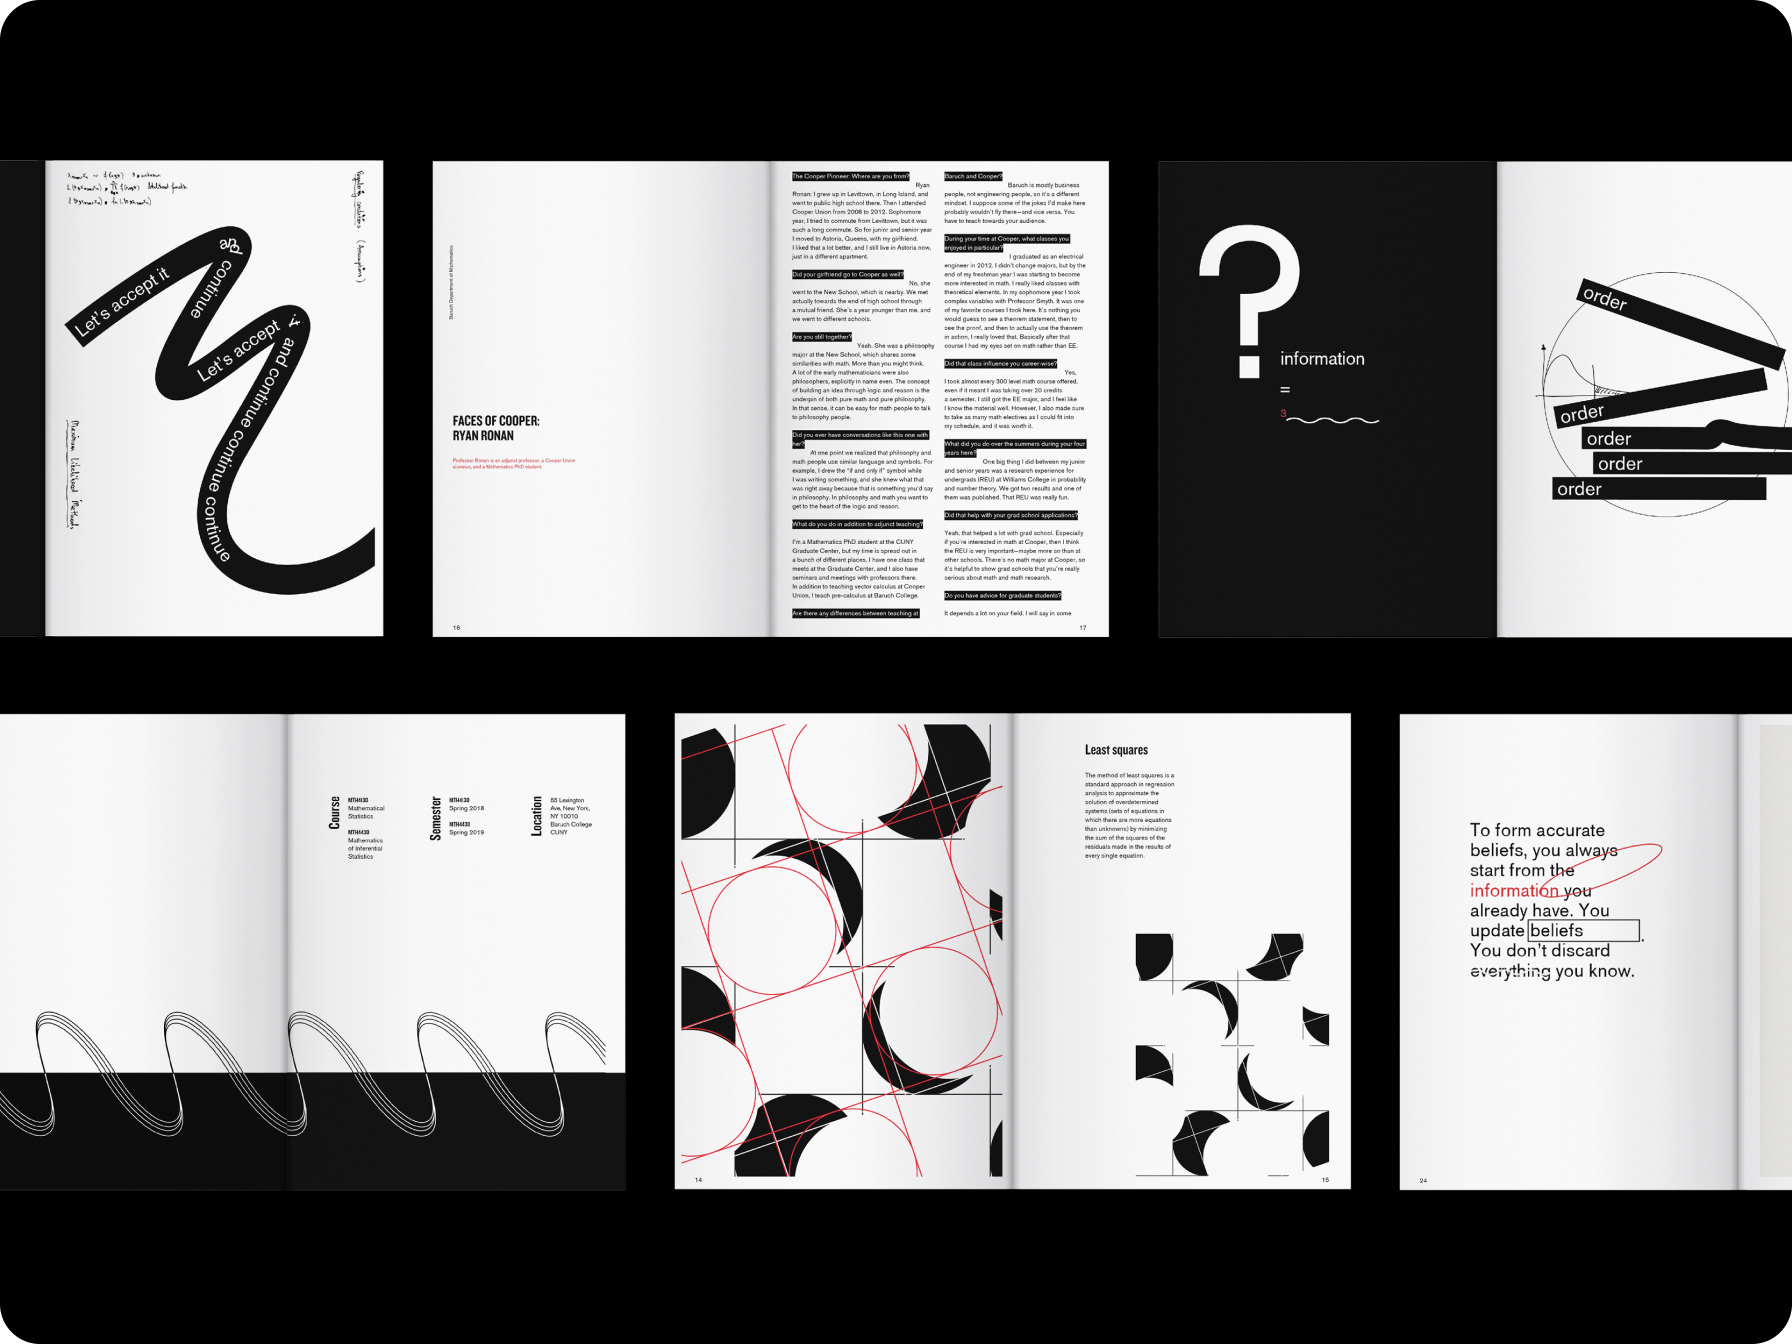 Let's accept it
and continue
Let's accept it
and continue continue continue
Maximum Likelihood Methods
Regularity conditions (Assumptions)
Baruch Department of Mathematics
FACES OF COOPER:
RYAN RONAN
Professor Ronan is an adjunct professor, a Cooper Union
alumnus, and a Mathematics PhD student.
16
The Cooper Pioneer: Where are you from?
Ryan
Ronan: I grew up in Levittown, in Long Island, and
went to public high school there. Then I attended
Cooper Union from 2008 to 2012. Sophomore
year, I tried to commute from Levittown, but it was
such a long commute. So for junior and senior year
I moved to Astoria, Queens, with my girlfriend.
I liked that a lot better, and I still live in Astoria now,
just in a different apartment.
Did your girlfriend go to Cooper as well?
No, she
went to the New School, which is nearby. We met
actually towards the end of high school through
a mutual friend. She's a year younger than me, and
we went to different schools.
Are you still together?
Yeah. She was a philosophy
major at the New School, which shares some
similarities with math. More than you might think.
A lot of the early mathematicians were also
philosophers, explicitly in name even. The concept
of building an idea through logic and reason is the
underpin of both pure math and pure philosophy.
In that sense, it can be easy for math people to talk
to philosophy people.
Did you ever have conversations like this one with
her?
At one point we realized that philosophy and
math people use similar language and symbols. For
example, I drew the "if and only if" symbol while
I was writing something, and she knew what that
was right away because that is something you'd say
in philosophy. In philosophy and math you want to
get to the heart of the logic and reason.
What do you do in addition to adjunct teaching?
I'm a Mathematics PhD student at the CUNY
Graduate Center, but my time is spread out in
a bunch of different places. I have one class that
meets at the Graduate Center, and I also have
seminars and meetings with professors there.
In addition to teaching vector calculus at Cooper
Union, I teach pre-calculus at Baruch College.
Are there any differences between teaching at
Baruch and Cooper?
Baruch is mostly business
people, not engineering people, so it's a different
mindset. I suppose some of the jokes I'd make here
probably wouldn't fly there—and vice versa. You
have to teach towards your audience.
During your time at Cooper, what classes you
enjoyed in particular?
I graduated as an electrical
engineer in 2012. I didn't change majors, but by the
end of my freshman year I was starting to become
more interested in math. I really liked classes with
theoretical elements. In my sophomore year I took
complex variables with Professor Smyth. It was one
of my favorite courses I took here. It's nothing you
would guess to see a theorem statement, then to
see the proof, and then to actually use the theorem
in action, I really loved that. Basically after that
course I had my eyes set on math rather than EE.
Did that class influence you career-wise?
Yes,
I took almost every 300 level math course offered,
even if it meant I was taking over 20 credits
a semester. I still got the EE major, and I feel like
I know the material well. However, I also made sure
to take as many math electives as I could fit into
my schedule, and it was worth it.
What did you do over the summers during your four
years here?
One big thing I did between my junior
and senior years was a research experience for
undergrads (REU) at Williams College in probability
and number theory. We got two results and one of
them was published. That REU was really fun.
Did that help with your grad school applications?
Yeah, that helped a lot with grad school. Especially
if you're interested in math at Cooper, then I think
the REU is very important—maybe more so than at
other schools. There's no math major at Cooper, so
it's helpful to show grad schools that you're really
serious about math and math research.
Do you have advice for graduate students?
It depends a lot on your field. I will say in some
17
?
information
=
3
order
order
order
order
order
Course
MTH4130
Mathematical
Statistics
MTH4430
Mathematics
of Inferential
Statistics
Semester
MTH4130
Spring 2018
MTH4430
Spring 2019
Location
55 Lexington
Ave, New York,
NY 10010
Baruch College
CUNY
14
Least squares
The method of least squares is a
standard approach in regression
analysis to approximate the
solution of overdetermined
systems (sets of equations in
which there are more equations
than unknowns) by minimizing
the sum of the squares of the
residuals made in the results of
every single equation.
15
To form accurate
beliefs, you always
start from the
information you
already have. You
update beliefs.
You don't discard
everything you know.
24